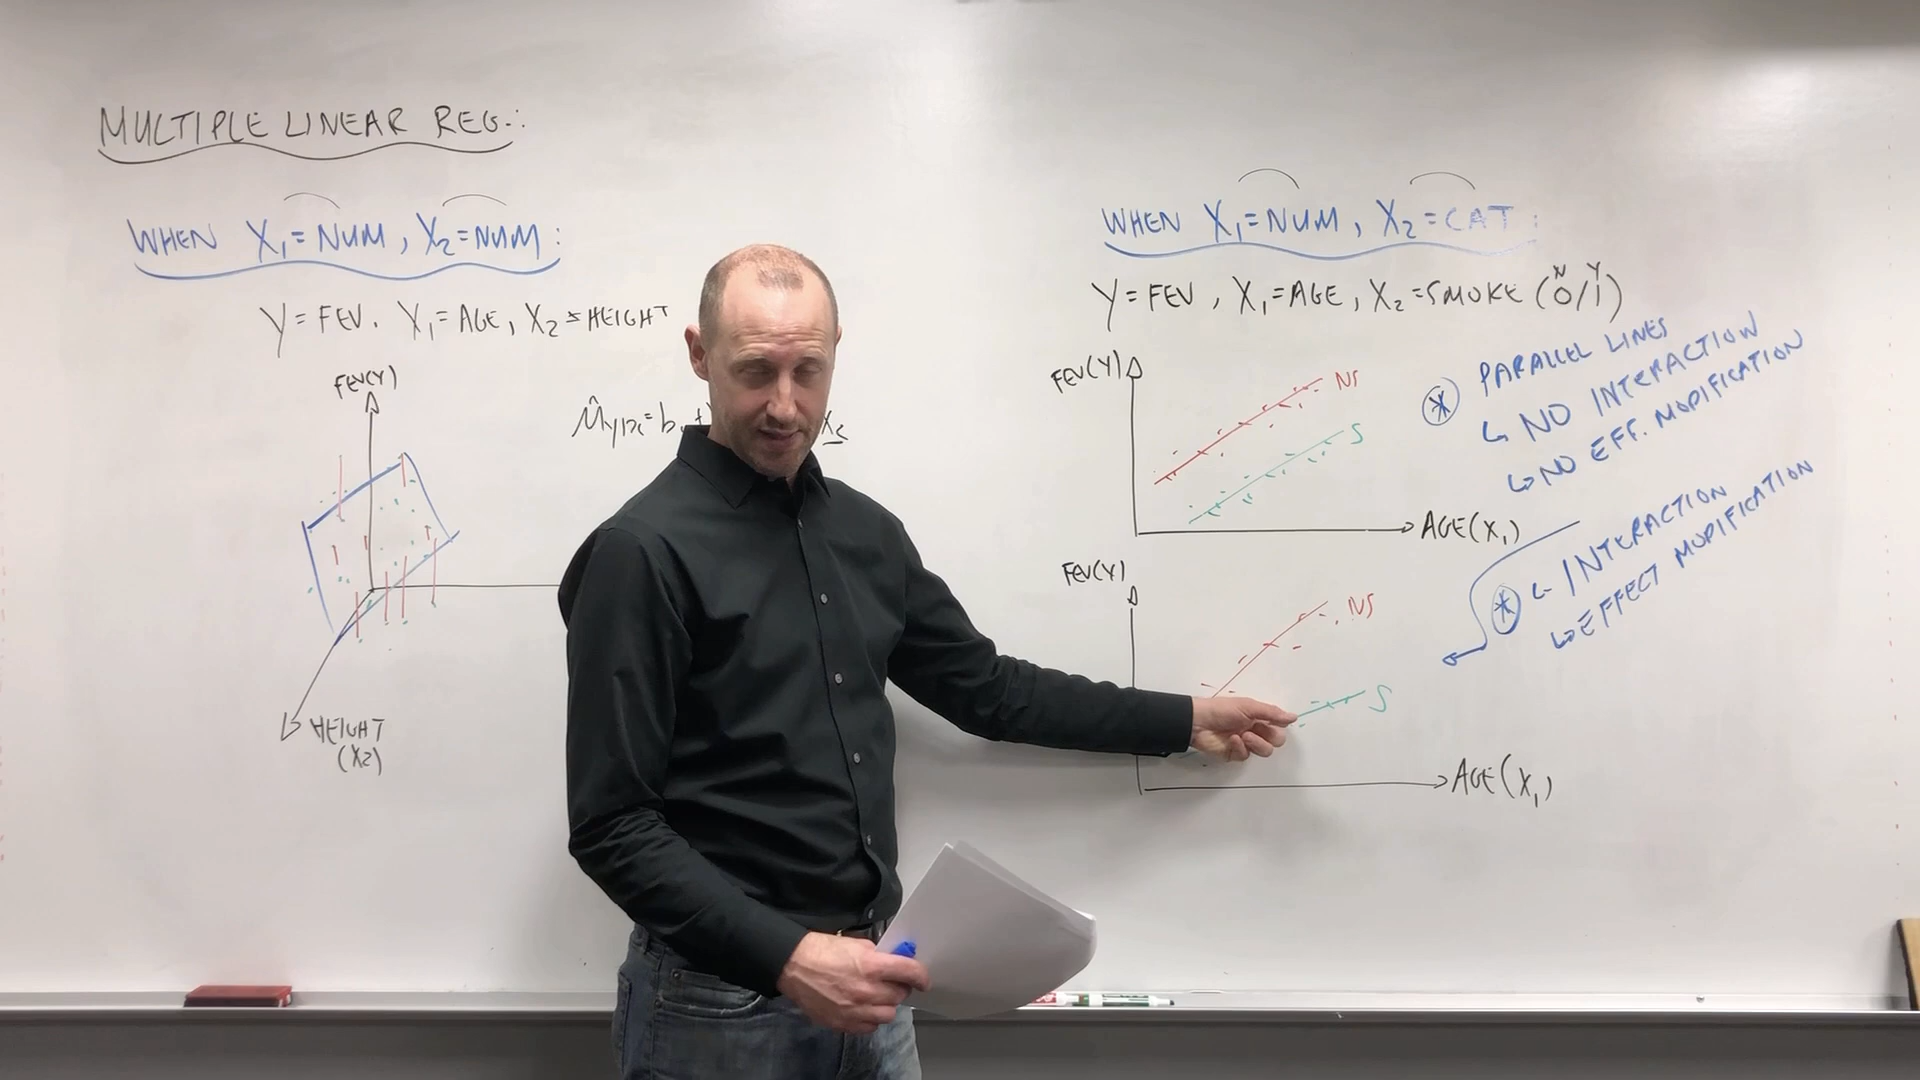 MULTIPLE LINEAR REG.:
WHEN X₁=NUM, X₂=NUM:
Y=FEV. X₁=AGE, X₂=HEIGHT
FEV(Y)
HEIGHT
(X₂)
WHEN X₁=NUM, X₂=CAT:
N Y
Y=FEV, X₁=AGE, X₂=SMOKE (0/1)
FEV(Y)
NS
S
AGE(X₁)
* PARALLEL LINES
↳ NO INTERACTION
↳ NO EFF. MODIFICATION
FEV(Y)
NS
S
AGE(X₁)
* ↳ INTERACTION
↳ EFFECT MODIFICATION